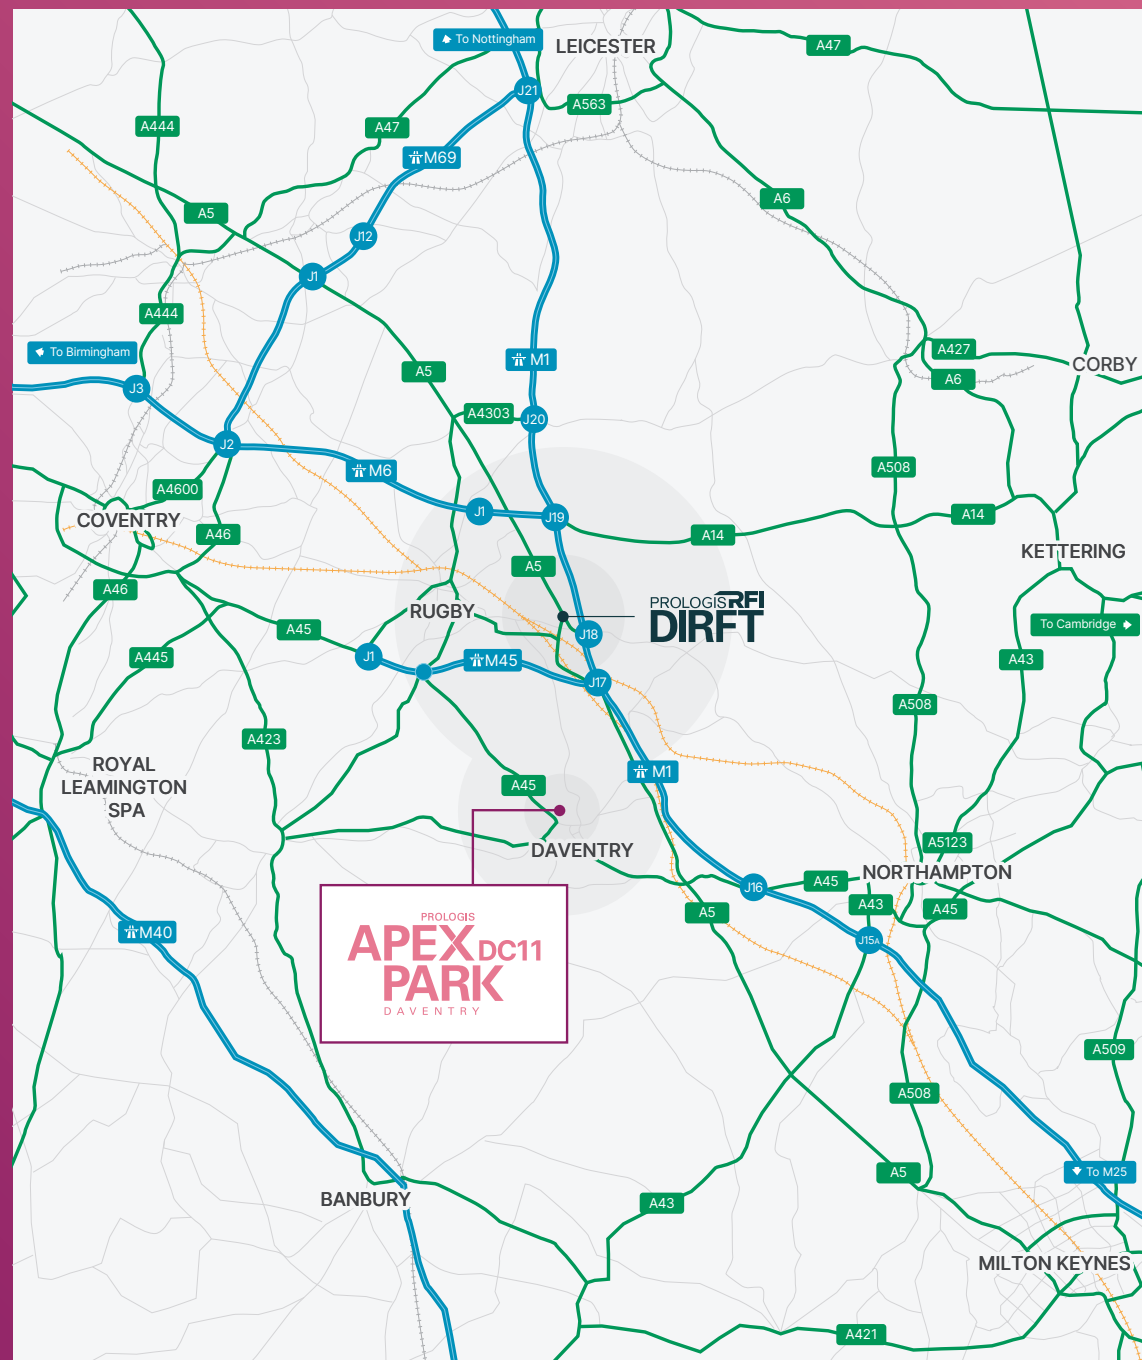 To Nottingham
LEICESTER
A47
J21
A563
A444
A47
M69
A6
A5
J12
J1
A444
To Birmingham
M1
A427
CORBY
A5
A6
J3
A4303
J20
J2
M6
A508
A4600
J1
J19
A14
COVENTRY
A46
A14
KETTERING
A5
A46
PROLOGIS RFI
DIRFT
RUGBY
To Cambridge
A45
J18
A445
J1
M45
A43
J17
A508
A423
ROYAL
LEAMINGTON
SPA
M1
A45
A5123
DAVENTRY
NORTHAMPTON
J16
A45
A43
A45
A5
PROLOGIS
APEX DC11
PARK
DAVENTRY
M40
J15A
A509
A508
A5
To M25
BANBURY
A43
MILTON KEYNES
A421